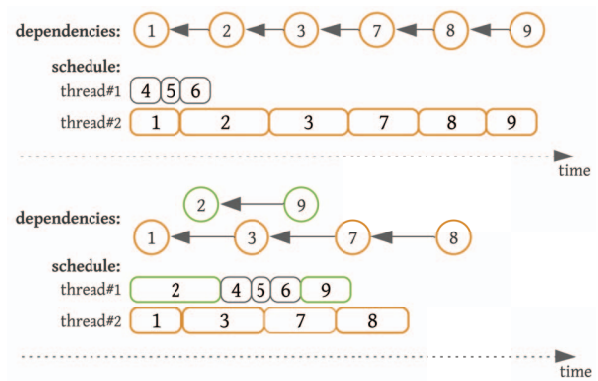 dependencies: 1 2 3 7 8 9
schedule:
thread#1 4 5 6
thread#2 1 2 3 7 8 9
time
2 9
dependencies:
1 3 7 8
schedule:
thread#1 2 4 5 6 9
thread#2 1 3 7 8
time